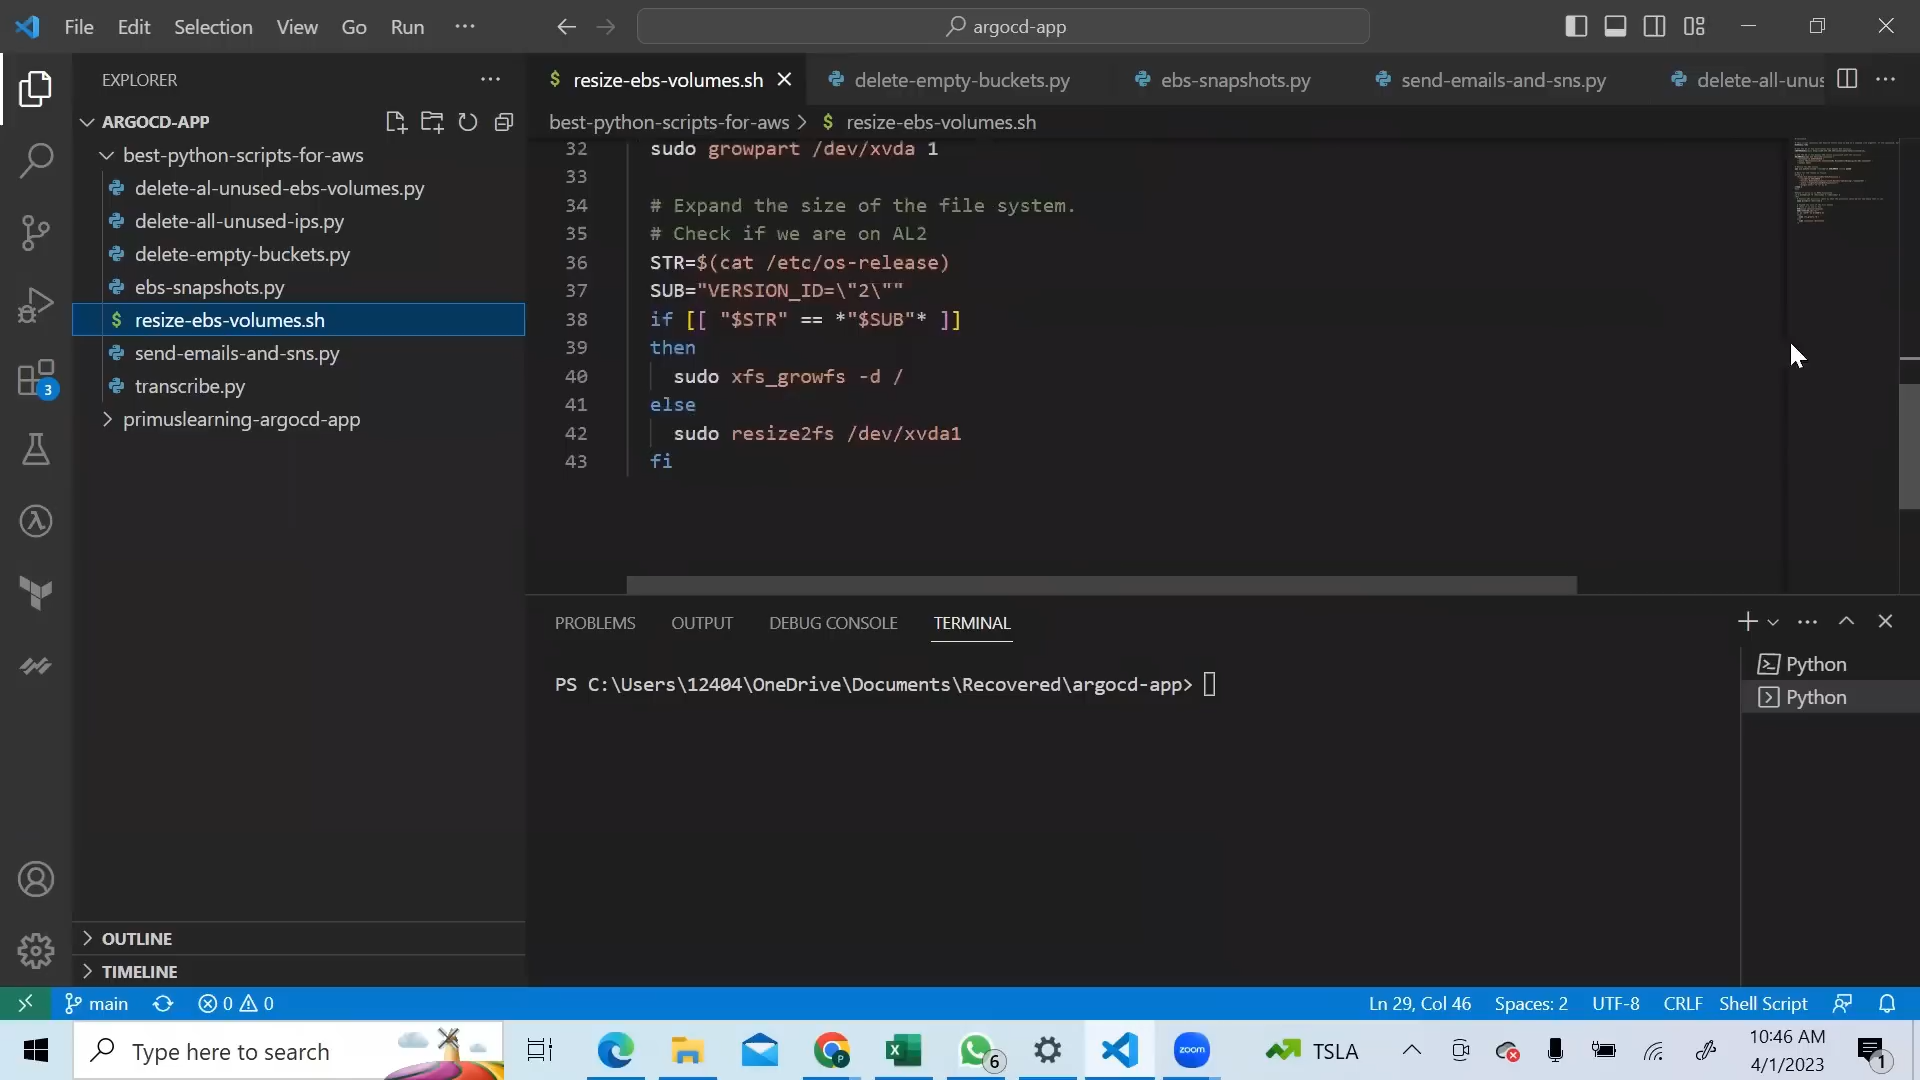 File Edit Selection View Go Run ···
argocd-app
EXPLORER
ARGOCD-APP
best-python-scripts-for-aws
delete-al-unused-ebs-volumes.py
delete-all-unused-ips.py
delete-empty-buckets.py
ebs-snapshots.py
resize-ebs-volumes.sh
send-emails-and-sns.py
transcribe.py
primuslearning-argocd-app
3
OUTLINE
TIMELINE
$ resize-ebs-volumes.sh delete-empty-buckets.py ebs-snapshots.py send-emails-and-sns.py delete-all-unus
best-python-scripts-for-aws > $ resize-ebs-volumes.sh
32 sudo growpart /dev/xvda 1
33
34 # Expand the size of the file system.
35 # Check if we are on AL2
36 STR=$(cat /etc/os-release)
37 SUB="VERSION_ID=\"2\""
38 if [[ "$STR" == *"$SUB"* ]]
39 then
40 sudo xfs_growfs -d /
41 else
42 sudo resize2fs /dev/xvda1
43 fi
PROBLEMS OUTPUT DEBUG CONSOLE TERMINAL
PS C:\Users\12404\OneDrive\Documents\Recovered\argocd-app>
Python
Python
main 0 0 Ln 29, Col 46 Spaces: 2 UTF-8 CRLF Shell Script
Type here to search
zoom
6
TSLA
10:46 AM
4/1/2023
1